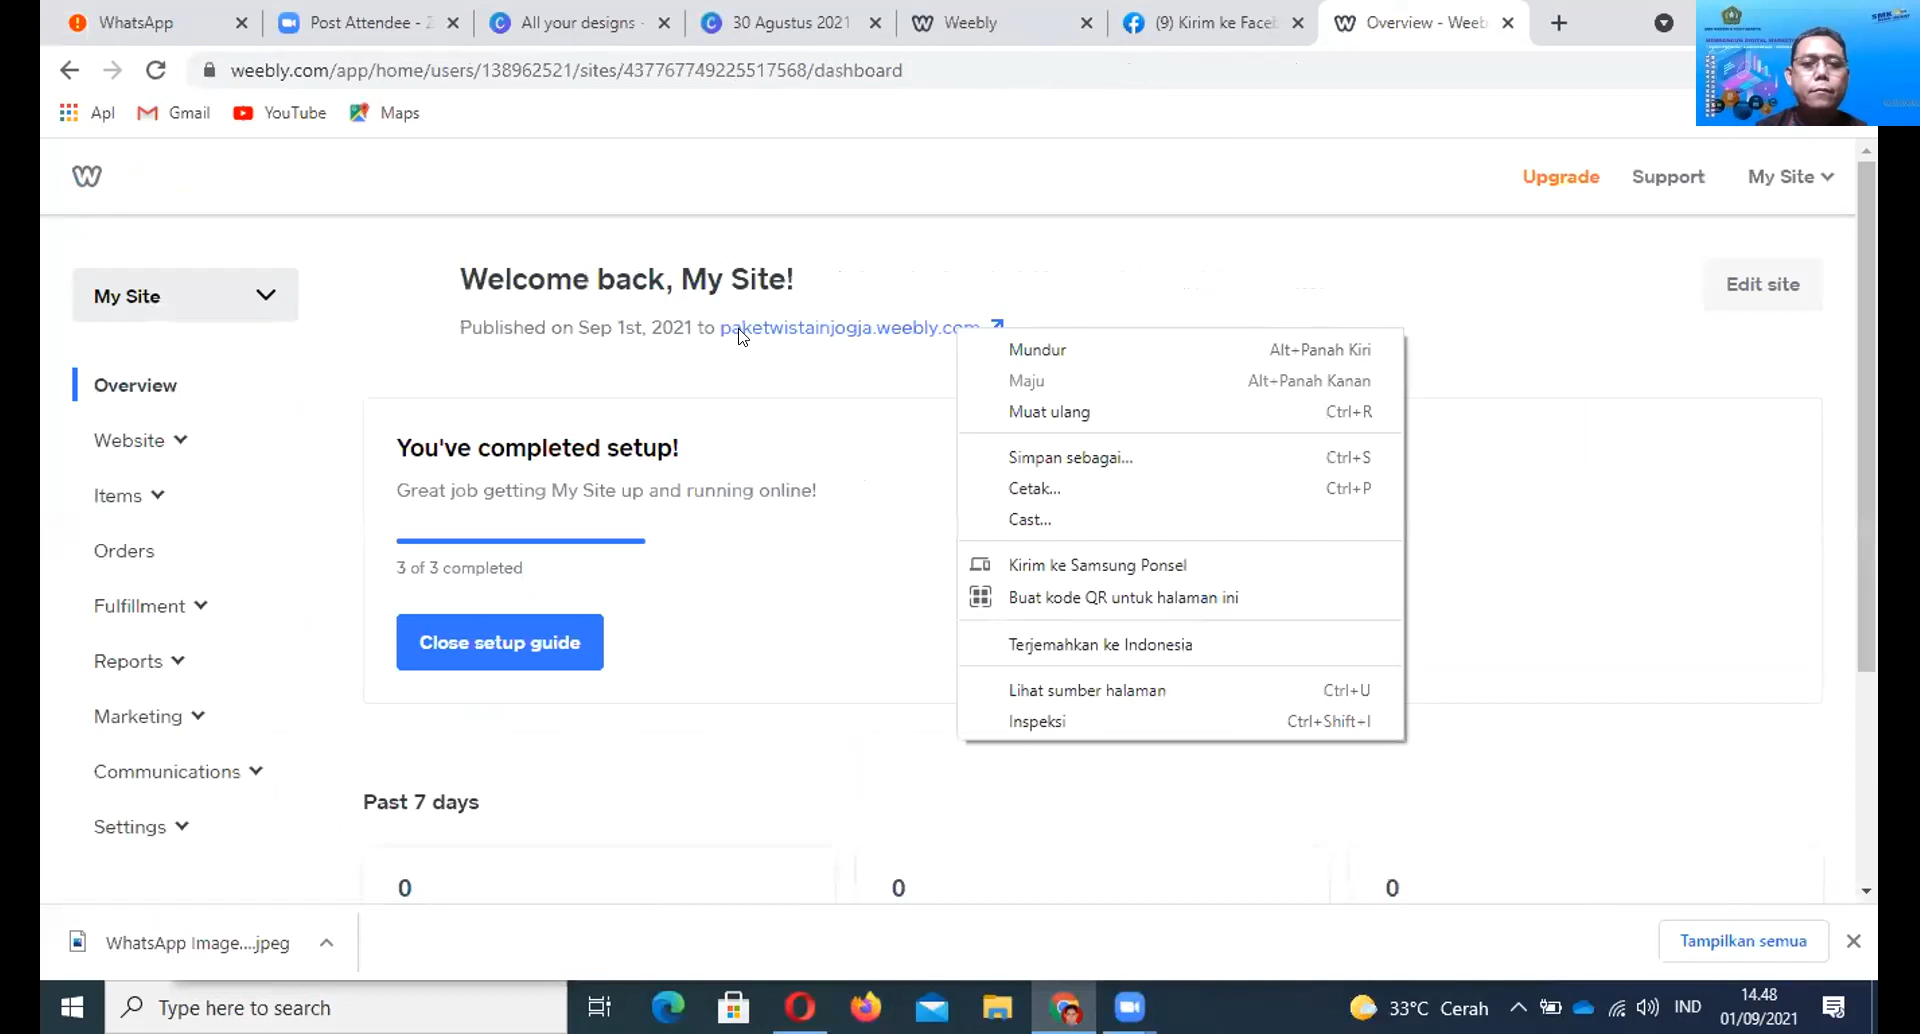 WhatsApp
Post Attendee - Z
All your designs -
30 Agustus 2021
Weebly
(9) Kirim ke Faceb
Overview - Weeb
weebly.com/app/home/users/138962521/sites/437767749225517568/dashboard
Apl
Gmail
YouTube
Maps
Upgrade
Support
My Site
My Site
Welcome back, My Site!
Edit site
Published on Sep 1st, 2021 to paketwistainjogja.weebly.com
Overview
Website
Items
Orders
Fulfillment
Reports
Marketing
Communications
Settings
You've completed setup!
Great job getting My Site up and running online!
3 of 3 completed
Close setup guide
Mundur Alt+Panah Kiri
Maju Alt+Panah Kanan
Muat ulang Ctrl+R
Simpan sebagai... Ctrl+S
Cetak... Ctrl+P
Cast...
Kirim ke Samsung Ponsel
Buat kode QR untuk halaman ini
Terjemahkan ke Indonesia
Lihat sumber halaman Ctrl+U
Inspeksi Ctrl+Shift+I
Past 7 days
0
0
0
WhatsApp Image....jpeg
Tampilkan semua
Type here to search
33°C Cerah
IND
14.48
01/09/2021